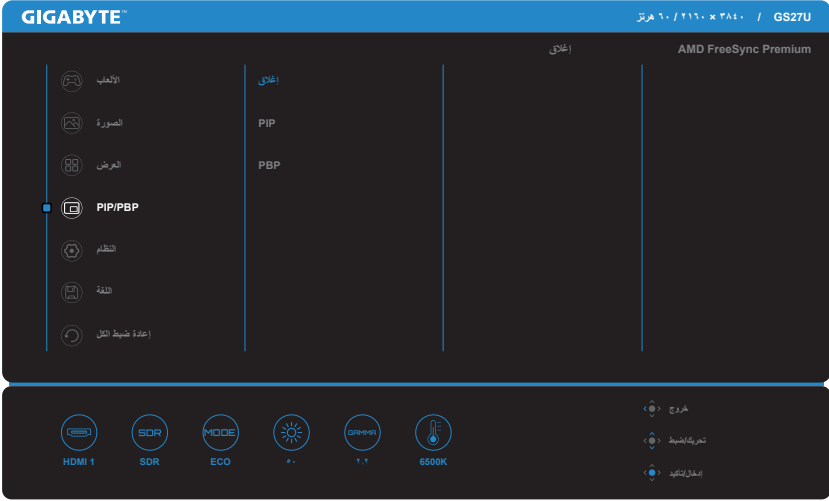 GIGABYTE™
GS27U / ٣٨٤٠ × ٢١٦٠ / ٦٠ هرتز
AMD FreeSync Premium إغلاق
الألعاب
الصورة
العرض
PIP/PBP
النظام
اللغة
إعادة ضبط الكل
إغلاق
PIP
PBP
SDR
MODE
GAMMA
HDMI 1
SDR
ECO
٥٠
٢,٢
6500K
خروج
تحريك/ضبط
إدخال/تأكيد